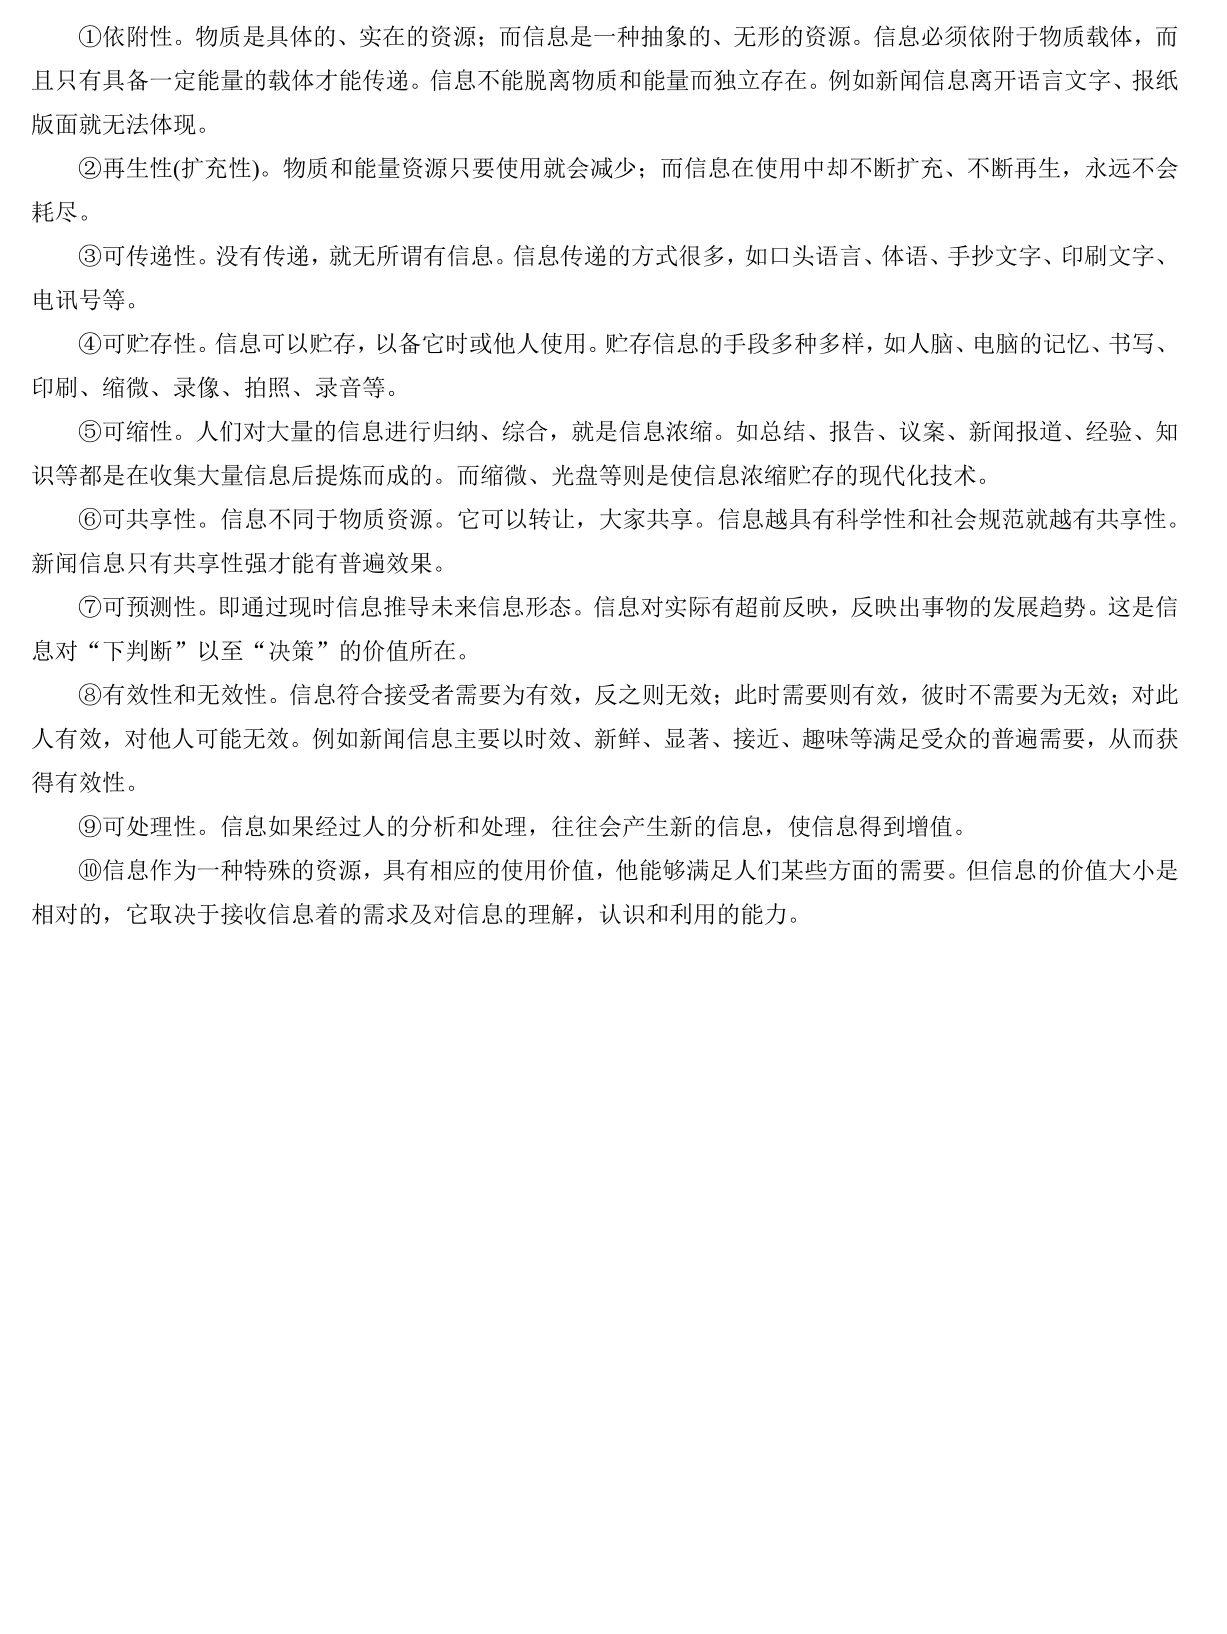 ①依附性。物质是具体的、实在的资源；而信息是一种抽象的、无形的资源。信息必须依附于物质载体，而
且只有具备一定能量的载体才能传递。信息不能脱离物质和能量而独立存在。例如新闻信息离开语言文字、报纸
版面就无法体现。
②再生性(扩充性)。物质和能量资源只要使用就会减少；而信息在使用中却不断扩充、不断再生，永远不会
耗尽。
③可传递性。没有传递，就无所谓有信息。信息传递的方式很多，如口头语言、体语、手抄文字、印刷文字、
电讯号等。
④可贮存性。信息可以贮存，以备它时或他人使用。贮存信息的手段多种多样，如人脑、电脑的记忆、书写、
印刷、缩微、录像、拍照、录音等。
⑤可缩性。人们对大量的信息进行归纳、综合，就是信息浓缩。如总结、报告、议案、新闻报道、经验、知
识等都是在收集大量信息后提炼而成的。而缩微、光盘等则是使信息浓缩贮存的现代化技术。
⑥可共享性。信息不同于物质资源。它可以转让，大家共享。信息越具有科学性和社会规范就越有共享性。
新闻信息只有共享性强才能有普遍效果。
⑦可预测性。即通过现时信息推导未来信息形态。信息对实际有超前反映，反映出事物的发展趋势。这是信
息对“下判断”以至“决策”的价值所在。
⑧有效性和无效性。信息符合接受者需要为有效，反之则无效；此时需要则有效，彼时不需要为无效；对此
人有效，对他人可能无效。例如新闻信息主要以时效、新鲜、显著、接近、趣味等满足受众的普遍需要，从而获
得有效性。
⑨可处理性。信息如果经过人的分析和处理，往往会产生新的信息，使信息得到增值。
⑩信息作为一种特殊的资源，具有相应的使用价值，他能够满足人们某些方面的需要。但信息的价值大小是
相对的，它取决于接收信息着的需求及对信息的理解，认识和利用的能力。